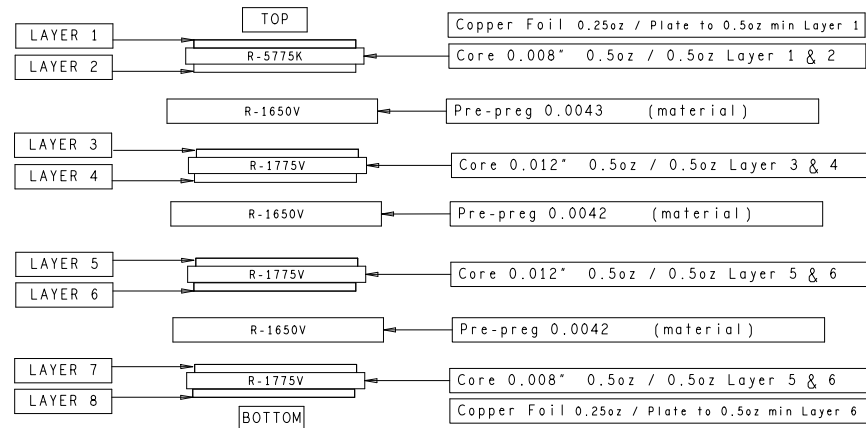 TOP
Copper Foil 0.25oz / Plate to 0.5oz min Layer 1
LAYER 1
R-5775K
Core 0.008" 0.5oz / 0.5oz Layer 1 & 2
LAYER 2
R-1650V
Pre-preg 0.0043 (material)
LAYER 3
R-1775V
Core 0.012" 0.5oz / 0.5oz Layer 3 & 4
LAYER 4
R-1650V
Pre-preg 0.0042 (material)
LAYER 5
R-1775V
Core 0.012" 0.5oz / 0.5oz Layer 5 & 6
LAYER 6
R-1650V
Pre-preg 0.0042 (material)
LAYER 7
R-1775V
Core 0.008" 0.5oz / 0.5oz Layer 5 & 6
LAYER 8
BOTTOM
Copper Foil 0.25oz / Plate to 0.5oz min Layer 6